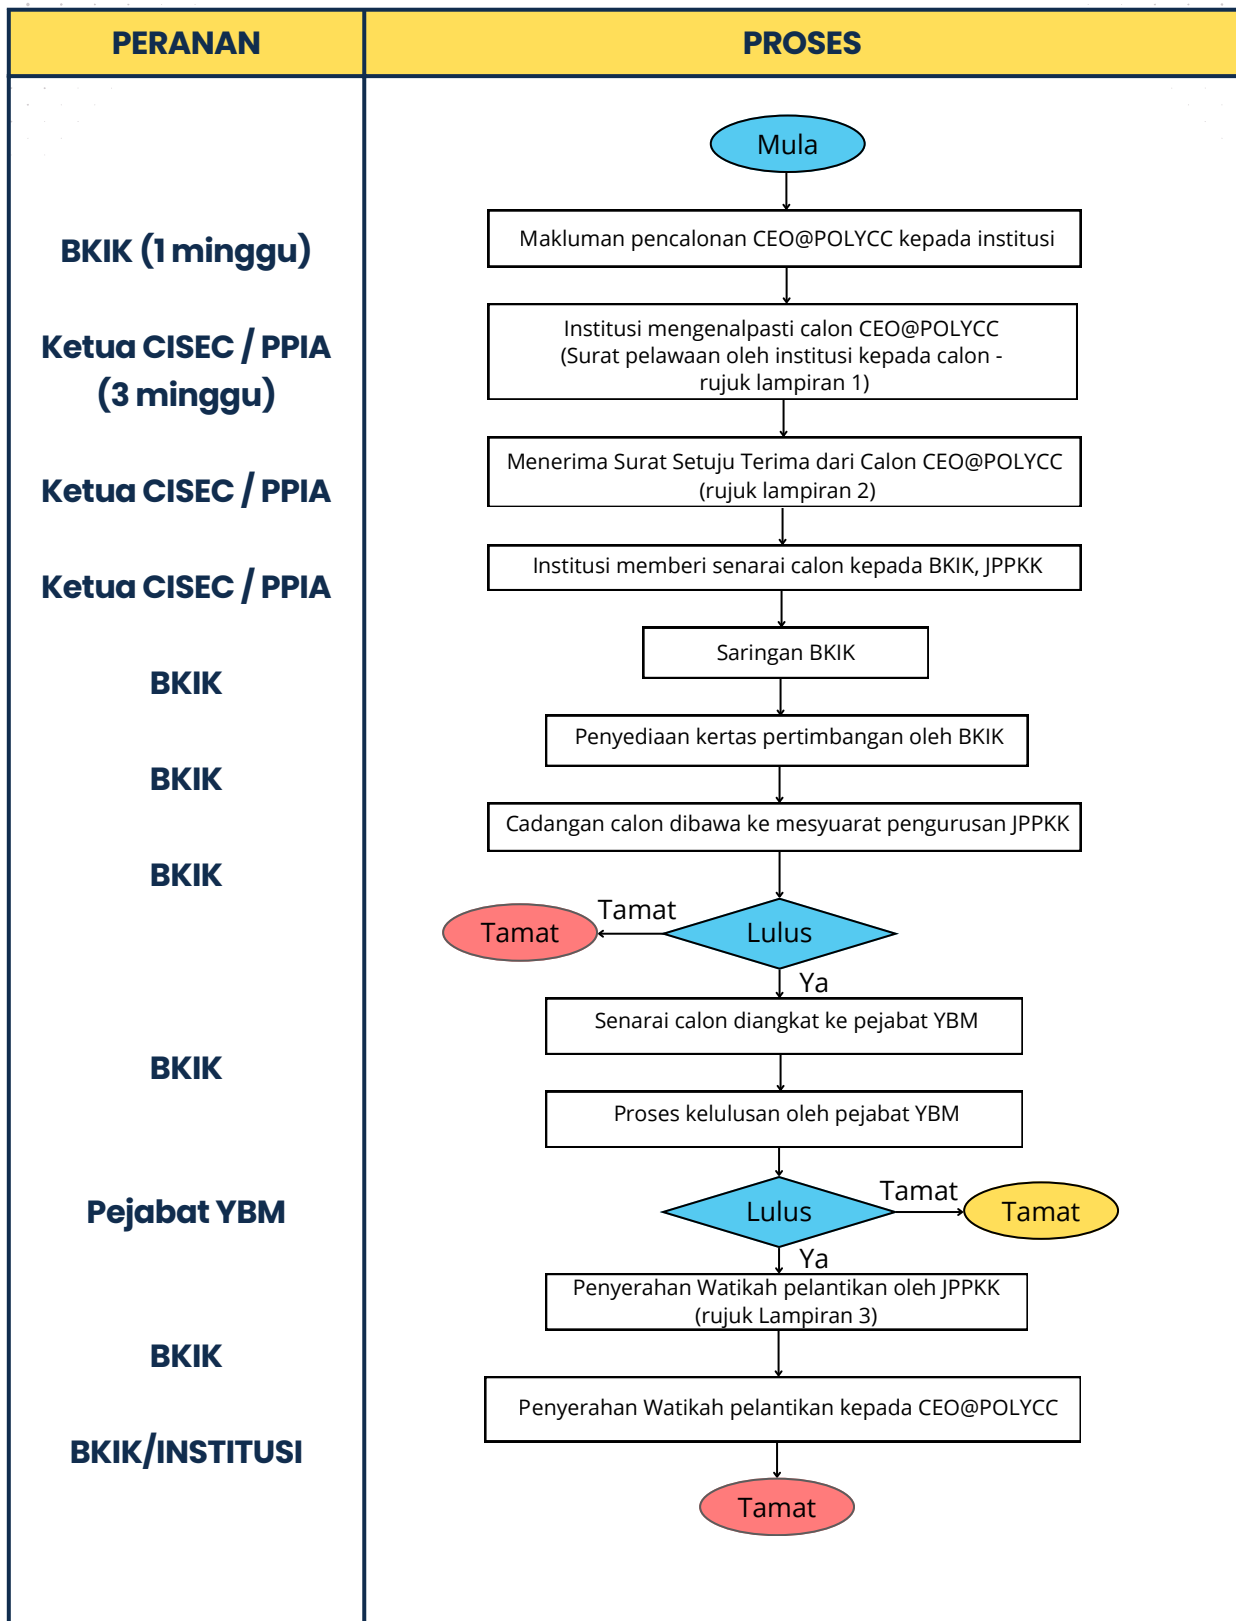 PERANAN
PROSES
Mula
BKIK (1 minggu)
Makluman pencalonan CEO@POLYCC kepada institusi
Ketua CISEC / PPIA
(3 minggu)
Institusi mengenalpasti calon CEO@POLYCC
(Surat pelawaan oleh institusi kepada calon -
rujuk lampiran 1)
Ketua CISEC / PPIA
Menerima Surat Setuju Terima dari Calon CEO@POLYCC
(rujuk lampiran 2)
Ketua CISEC / PPIA
Institusi memberi senarai calon kepada BKIK, JPPKK
BKIK
Saringan BKIK
BKIK
Penyediaan kertas pertimbangan oleh BKIK
BKIK
Cadangan calon dibawa ke mesyuarat pengurusan JPPKK
Tamat
Tamat
Lulus
Ya
BKIK
Senarai calon diangkat ke pejabat YBM
Proses kelulusan oleh pejabat YBM
Pejabat YBM
Lulus
Tamat
Tamat
Ya
BKIK
Penyerahan Watikah pelantikan oleh JPPKK
(rujuk Lampiran 3)
BKIK/INSTITUSI
Penyerahan Watikah pelantikan kepada CEO@POLYCC
Tamat